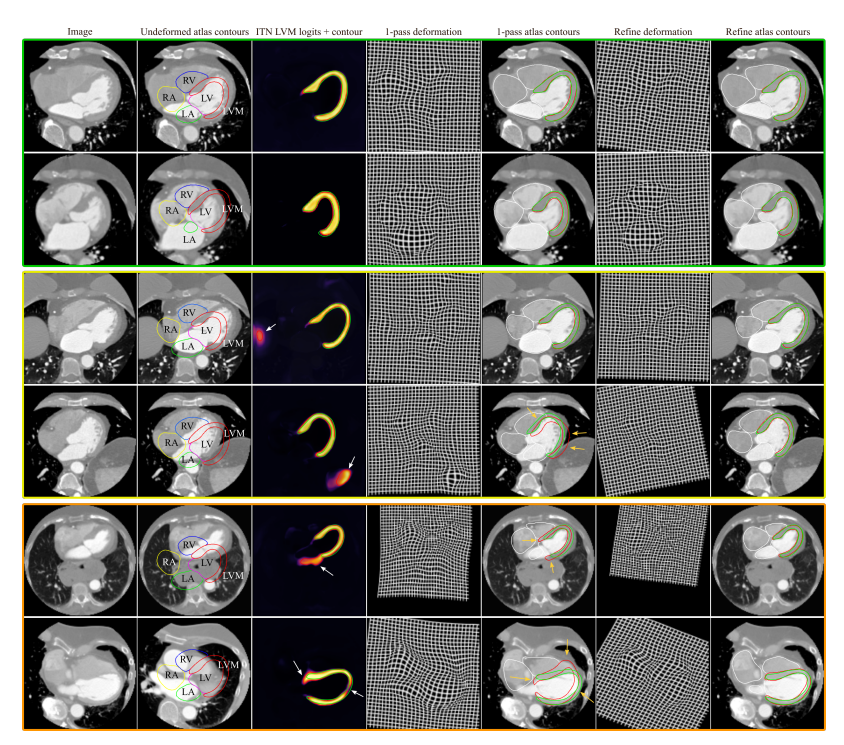 Image Undeformed atlas contours ITN LVM logits + contour 1-pass deformation 1-pass atlas contours Refine deformation Refine atlas contours
RV
RA LV
LA LVM
RV
RA LV LVM
LA
RV
RA LV
LA LVM
RV
RA LV LVM
LA
RV
RA LV
LA LVM
RV
LVM
RA LV
LA